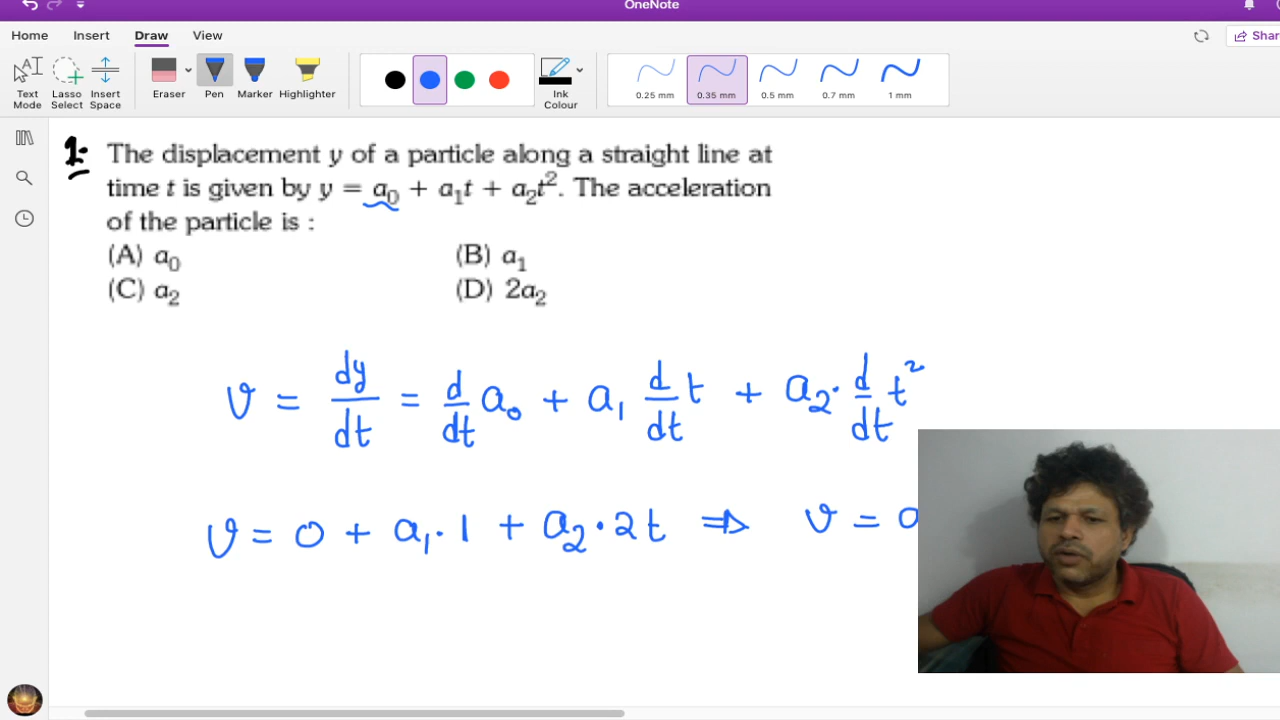 OneNote
Home Insert Draw View
Shar
Text Mode
Lasso Select
Insert Space
Eraser
Pen
Marker
Highlighter
Ink Colour
0.25 mm
0.35 mm
0.5 mm
0.7 mm
1 mm
1. The displacement y of a particle along a straight line at
time t is given by y = a₀ + a₁t + a₂t². The acceleration
of the particle is :
(A) a₀ (B) a₁
(C) a₂ (D) 2a₂
v = dy/dt = d/dt a₀ + a₁ d/dt t + a₂· d/dt t²
v = 0 + a₁·1 + a₂·2t ⇒ v =